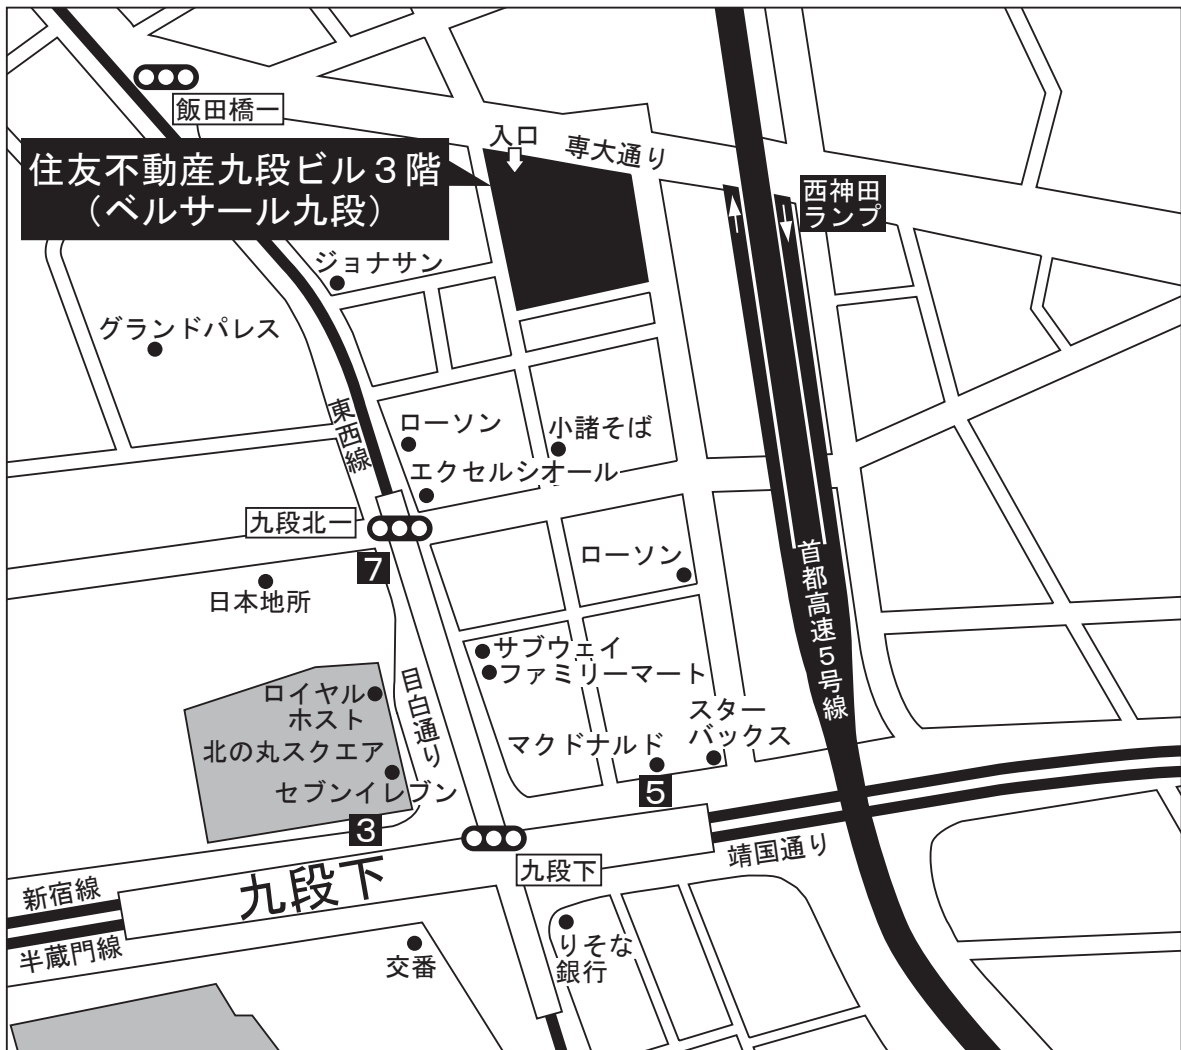 飯田橋一
住友不動産九段ビル３階
（ベルサール九段）
入口
専大通り
西神田
ランプ
ジョナサン
グランドパレス
東西線
ローソン
小諸そば
エクセルシオール
九段北一
7
ローソン
首都高速５号線
日本地所
サブウェイ
ファミリーマート
目白通り
ロイヤル
ホスト
スター
バックス
マクドナルド
北の丸スクエア
セブンイレブン
5
3
靖国通り
九段下
九段下
新宿線
半蔵門線
交番
りそな
銀行